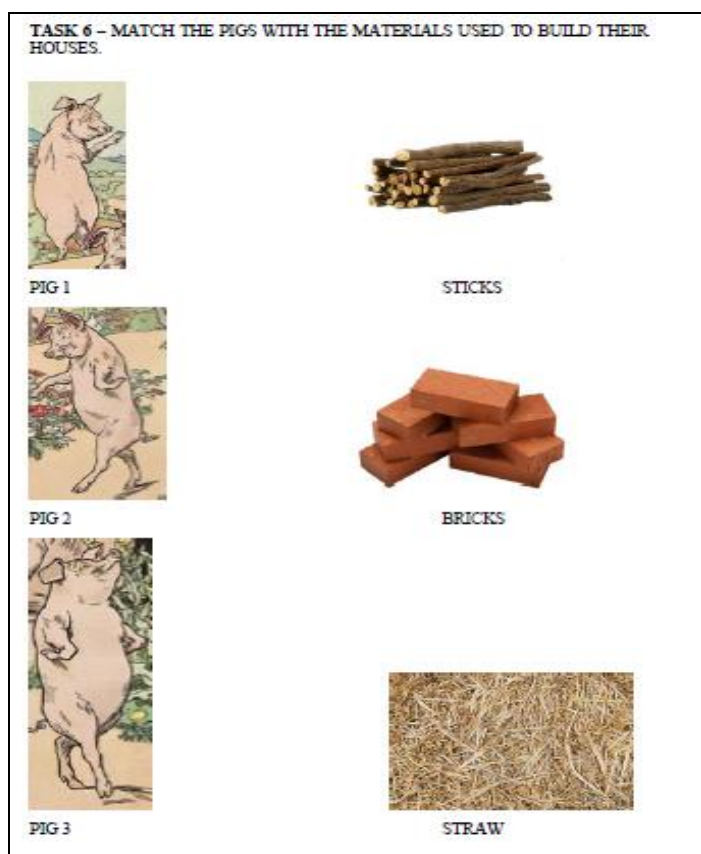 TASK 6 – MATCH THE PIGS WITH THE MATERIALS USED TO BUILD THEIR
HOUSES.
PIG 1
STICKS
PIG 2
BRICKS
PIG 3
STRAW